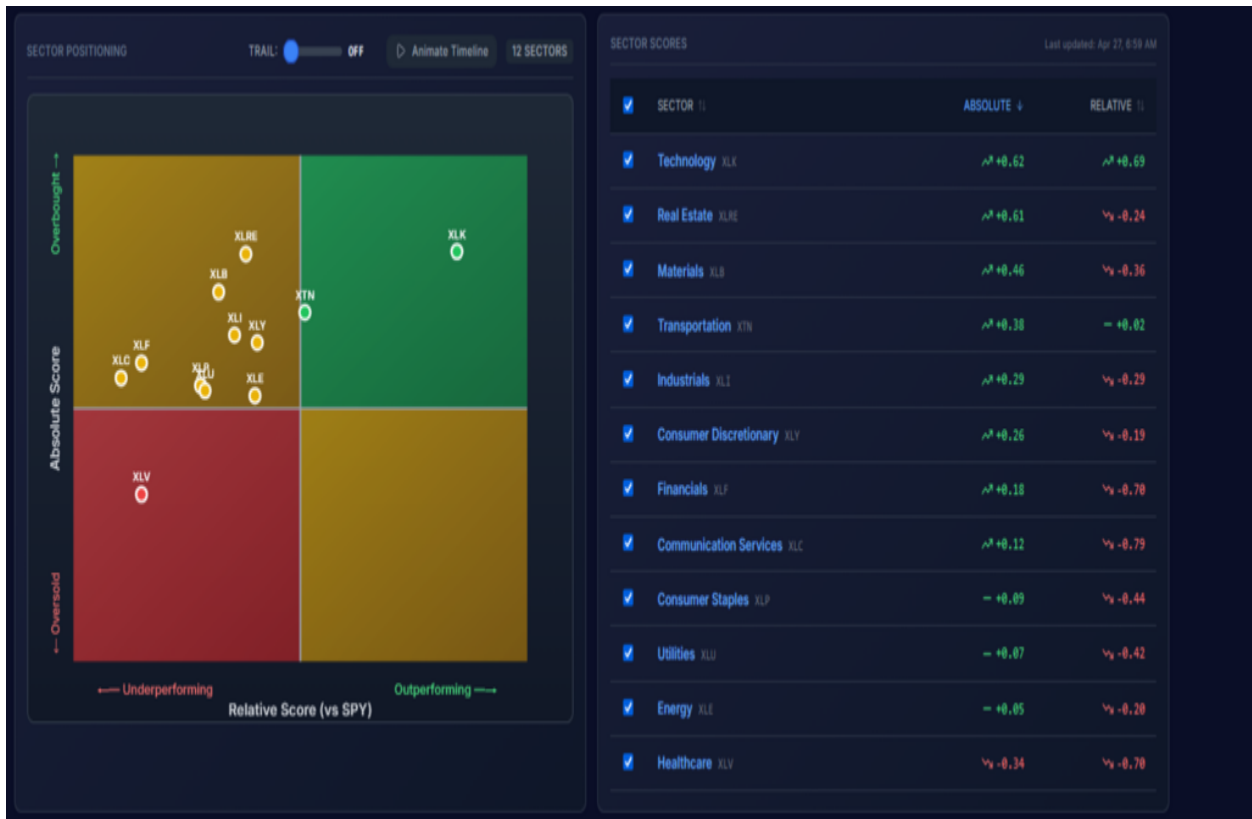 SECTOR POSITIONING
TRAIL: OFF
Animate Timeline
12 SECTORS
Overbought →
Absolute Score
← Oversold
XLRE
XLK
XLB
XTN
XLI
XLY
XLF
XLC
XLP
XLU
XLE
XLV
← Underperforming
Outperforming →
Relative Score (vs SPY)
SECTOR SCORES
Last updated: Apr 27, 6:59 AM
SECTOR ABSOLUTE ↓ RELATIVE
Technology XLK +0.62 +0.69
Real Estate XLRE +0.61 -0.24
Materials XLB +0.46 -0.36
Transportation XTN +0.38 +0.02
Industrials XLI +0.29 -0.29
Consumer Discretionary XLY +0.26 -0.19
Financials XLF +0.18 -0.70
Communication Services XLC +0.12 -0.79
Consumer Staples XLP +0.09 -0.44
Utilities XLU +0.07 -0.42
Energy XLE +0.05 -0.20
Healthcare XLV -0.34 -0.70